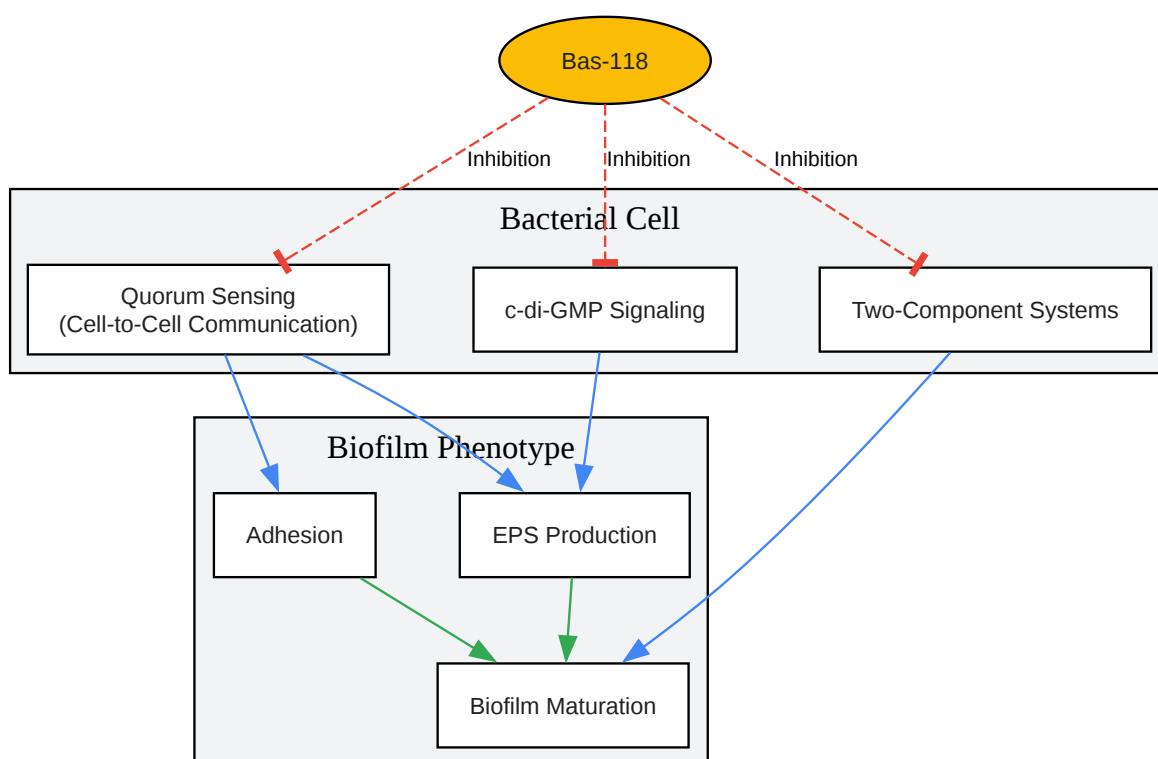 Bas-118
Inhibition
Inhibition
Inhibition
Bacterial Cell
Quorum Sensing
(Cell-to-Cell Communication)
c-di-GMP Signaling
Two-Component Systems
Biofilm Phenotype
Adhesion
EPS Production
Biofilm Maturation